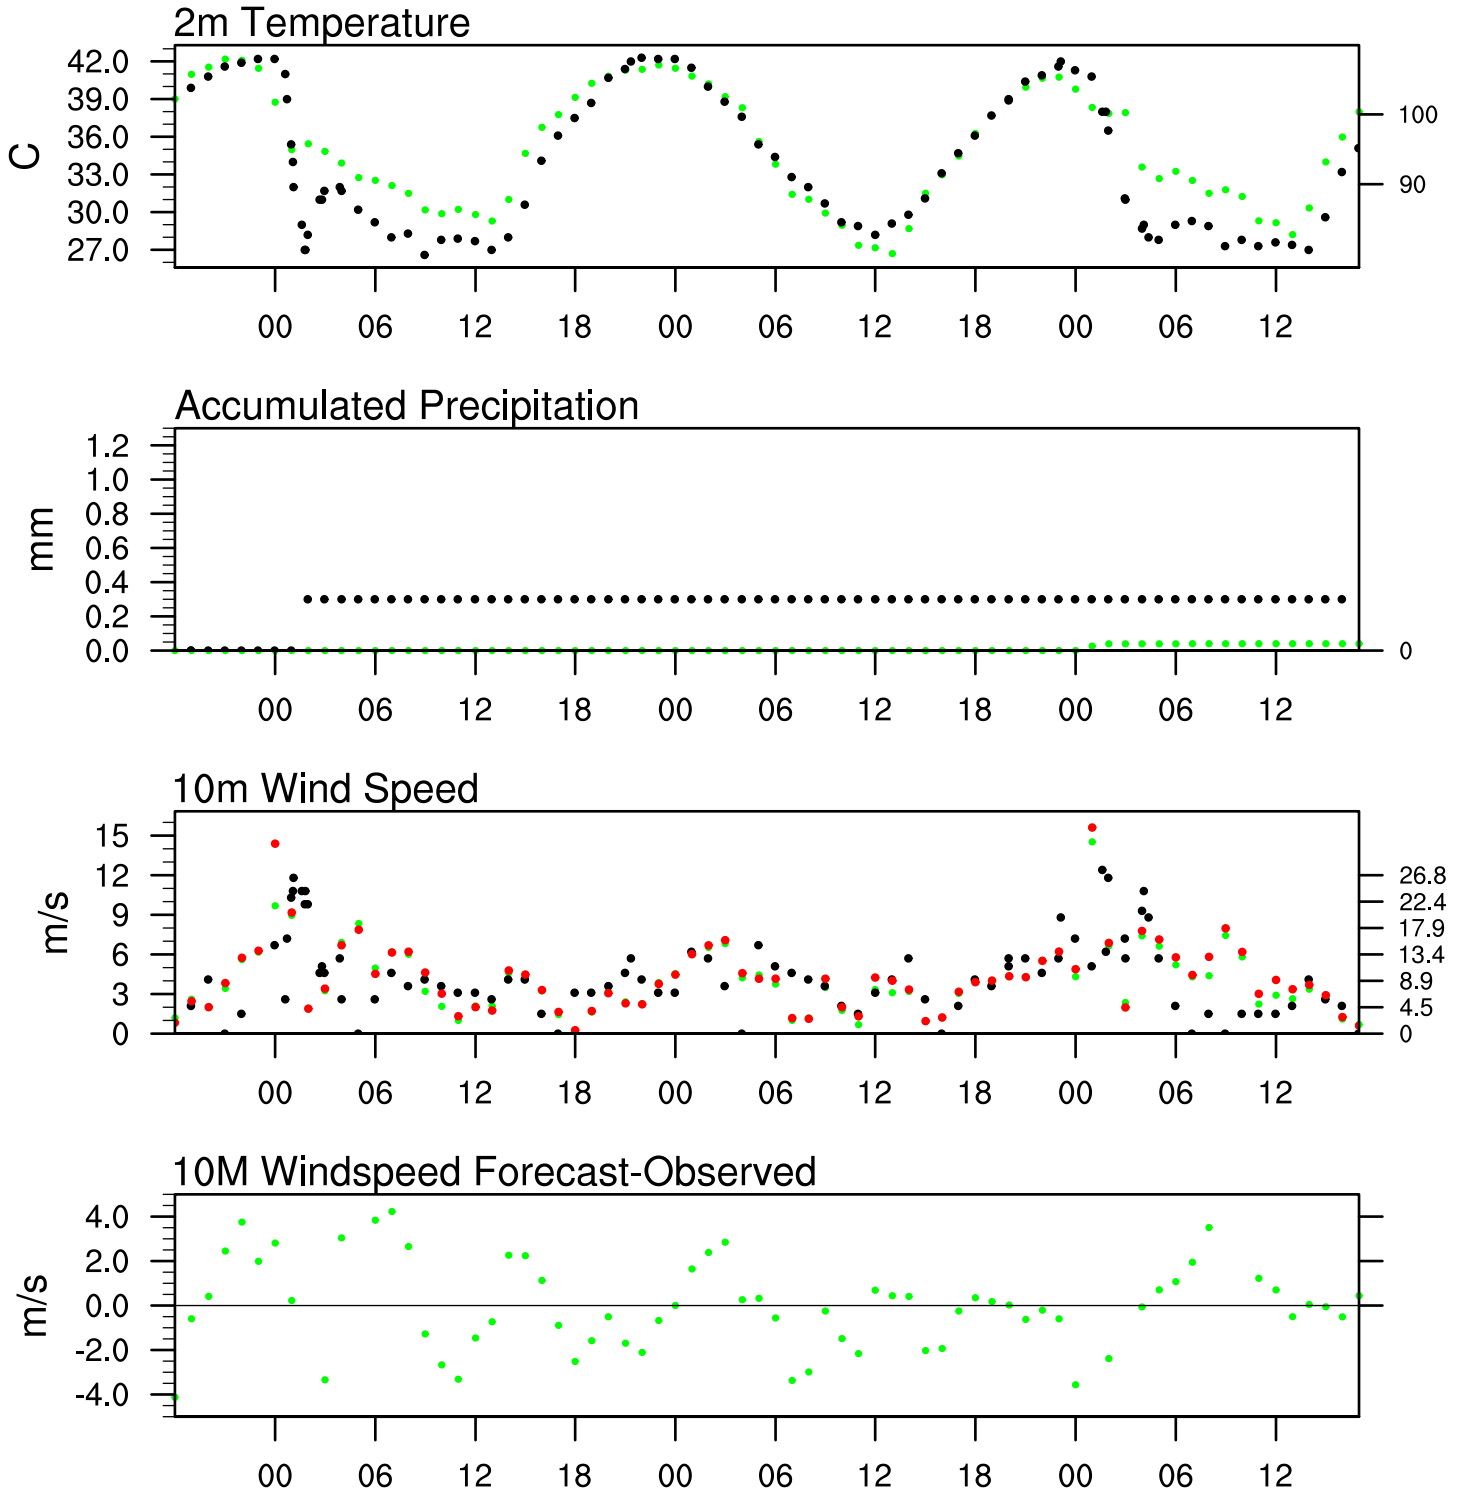 2m Temperature
42.0
39.0
36.0
33.0
30.0
27.0
C
100
90
00 06 12 18 00 06 12 18 00 06 12
Accumulated Precipitation
1.2
1.0
0.8
0.6
0.4
0.2
0.0
mm
0
00 06 12 18 00 06 12 18 00 06 12
10m Wind Speed
15
12
9
6
3
0
m/s
26.8
22.4
17.9
13.4
8.9
4.5
0
00 06 12 18 00 06 12 18 00 06 12
10M Windspeed Forecast-Observed
4.0
2.0
0.0
-2.0
-4.0
m/s
00 06 12 18 00 06 12 18 00 06 12